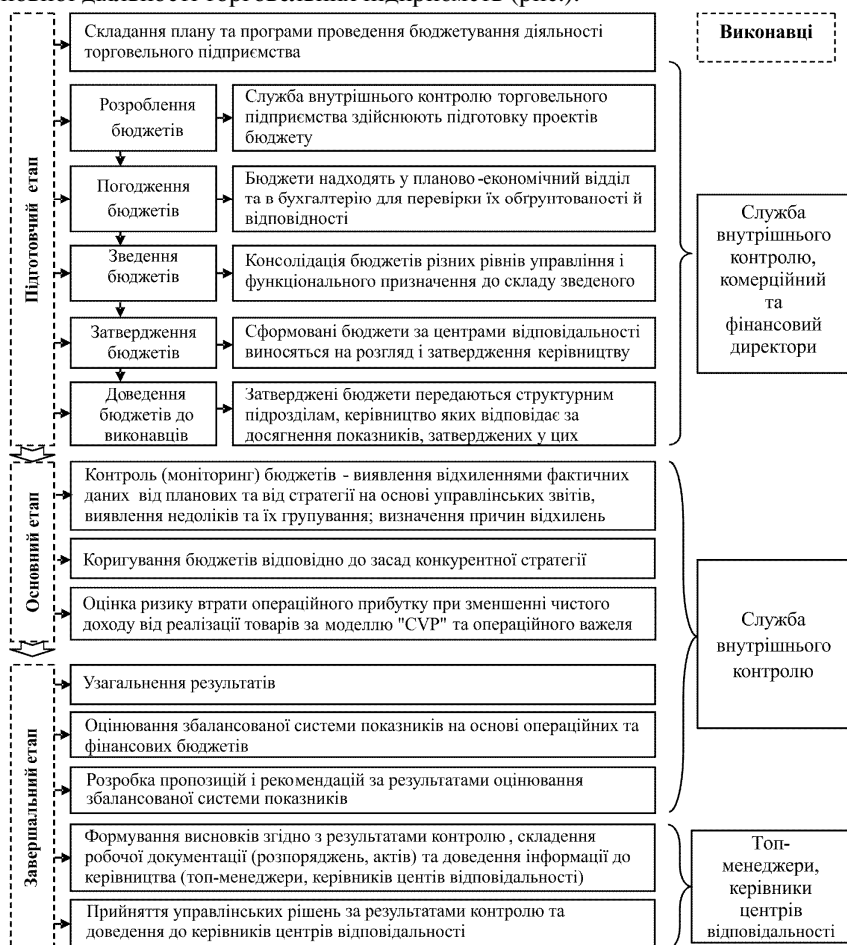 основної діяльності торговельних підприємств (рис.).
Складання плану та програми проведення бюджетування діяльності
торговельного підприємства
Виконавці
Підготовчий етап
Розроблення
бюджетів
Служба внутрішнього контролю торговельного
підприємства здійснюють підготовку проектів
бюджету
Погодження
бюджетів
Бюджети надходять у планово-економічний відділ
та в бухгалтерію для перевірки їх обґрунтованості й
відповідності
Зведення
бюджетів
Консолідація бюджетів різних рівнів управління і
функціонального призначення до складу зведеного
Затвердження
бюджетів
Сформовані бюджети за центрами відповідальності
виносяться на розгляд і затвердження керівництву
Доведення
бюджетів до
виконавців
Затверджені бюджети передаються структурним
підрозділам, керівництво яких відповідає за
досягнення показників, затверджених у цих
Служба
внутрішнього
контролю,
комерційний
та
фінансовий
директори
Основний етап
Контроль (моніторинг) бюджетів - виявлення відхиленнями фактичних
даних від планових та від стратегії на основі управлінських звітів,
виявлення недоліків та їх групування; визначення причин відхилень
Коригування бюджетів відповідно до засад конкурентної стратегії
Оцінка ризику втрати операційного прибутку при зменшенні чистого
доходу від реалізації товарів за моделлю "CVP" та операційного важеля
Служба
внутрішнього
контролю
Завершальний етап
Узагальнення результатів
Оцінювання збалансованої системи показників на основі операційних та
фінансових бюджетів
Розробка пропозицій і рекомендацій за результатами оцінювання
збалансованої системи показників
Формування висновків згідно з результатами контролю, складення
робочої документації (розпоряджень, актів) та доведення інформації до
керівництва (топ-менеджери, керівників центів відповідальності)
Прийняття управлінських рішень за результатами контролю та
доведення до керівників центрів відповідальності
Топ-
менеджери,
керівники
центрів
відповідальності